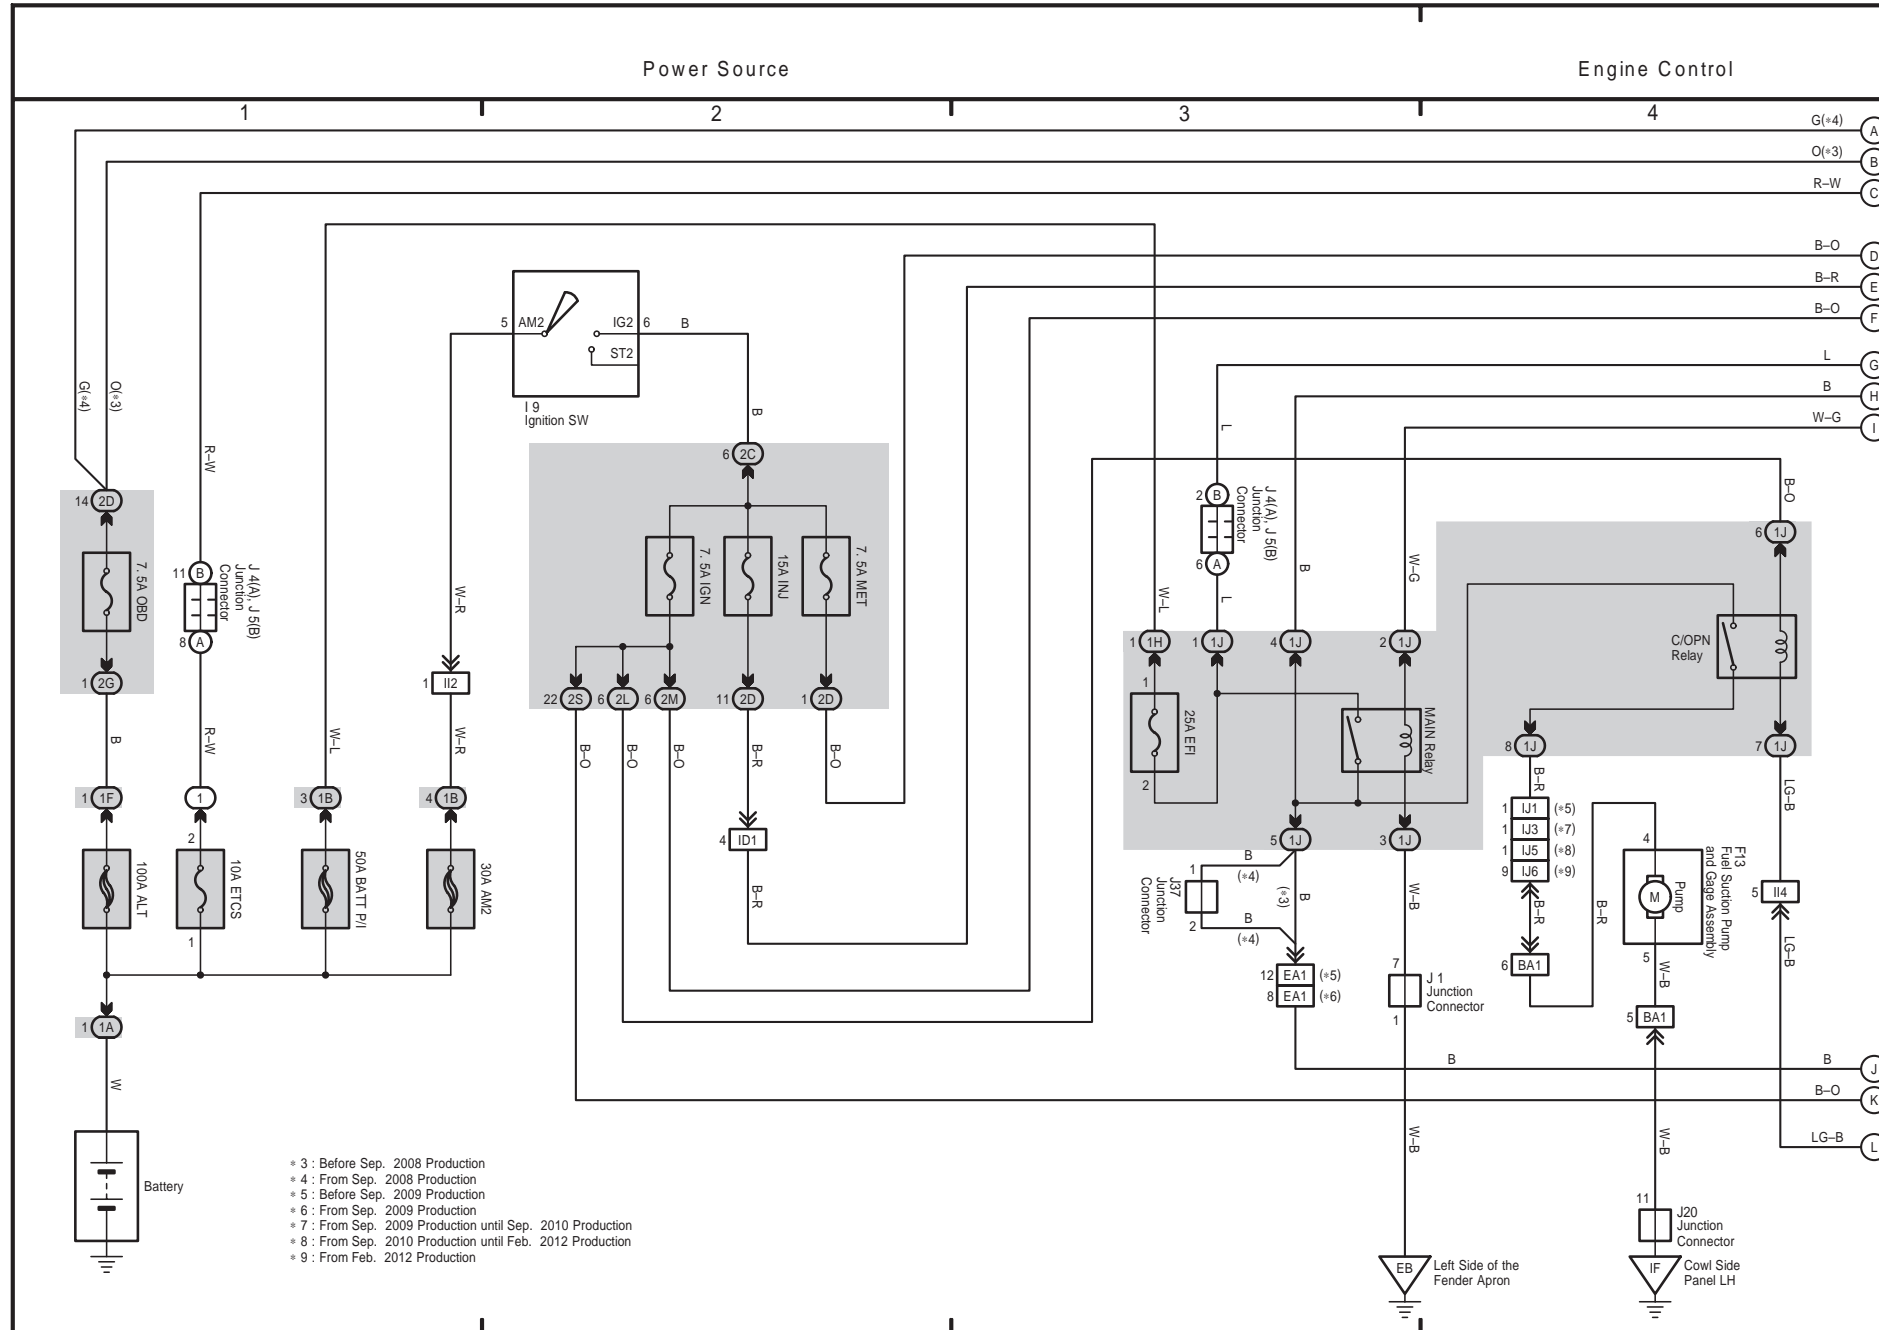 Power Source
Engine Control
1
2
3
4
G(∗4)
A
O(∗3)
B
R–W
C
B–O
D
B–R
E
B–O
F
L
G
B
H
W–G
I
5
AM2
IG2
6
B
ST2
I 9
Ignition SW
G(∗4)
O(∗3)
R–W
B
L
6
2C
14
2D
7. 5A OBD
1
2G
11
B
J 4(A), J 5(B)
Junction
Connector
8
A
W–R
1
II2
7. 5A IGN
15A INJ
7. 5A MET
22
2S
6
2L
6
2M
11
2D
1
2D
2
B
J 4(A), J 5(B)
Junction
Connector
6
A
B
W–G
B–O
W–L
L
6
1J
1
1H
1
1J
4
1J
2
1J
C/OPN
Relay
1
25A EFI
2
MAIN Relay
8
1J
7
1J
B
R–W
W–L
W–R
B–O
B–O
B–O
B–R
B–O
1
1F
1
3
1B
4
1B
2
100A ALT
10A ETCS
1
50A BATT P/I
30A AM2
4
ID1
B–R
5
1J
3
1J
B–R
LG–B
1
IJ1
(∗5)
1
IJ3
(∗7)
1
IJ5
(∗8)
9
IJ6
(∗9)
B–R
B–R
4
F13
Fuel Suction Pump
and Gage Assembly
Pump
M
5
W–B
5
II4
LG–B
B
(∗4)
1
J37
Junction
Connector
2
B
(∗4)
B
(∗3)
W–B
6
BA1
12
EA1
(∗5)
8
EA1
(∗6)
7
J 1
Junction
Connector
1
5
BA1
1
1A
W
Battery
B
B
J
B–O
K
W–B
W–B
LG–B
L
∗ 3 : Before Sep. 2008 Production
∗ 4 : From Sep. 2008 Production
∗ 5 : Before Sep. 2009 Production
∗ 6 : From Sep. 2009 Production
∗ 7 : From Sep. 2009 Production until Sep. 2010 Production
∗ 8 : From Sep. 2010 Production until Feb. 2012 Production
∗ 9 : From Feb. 2012 Production
11
J20
Junction
Connector
EB
Left Side of the
Fender Apron
IF
Cowl Side
Panel LH